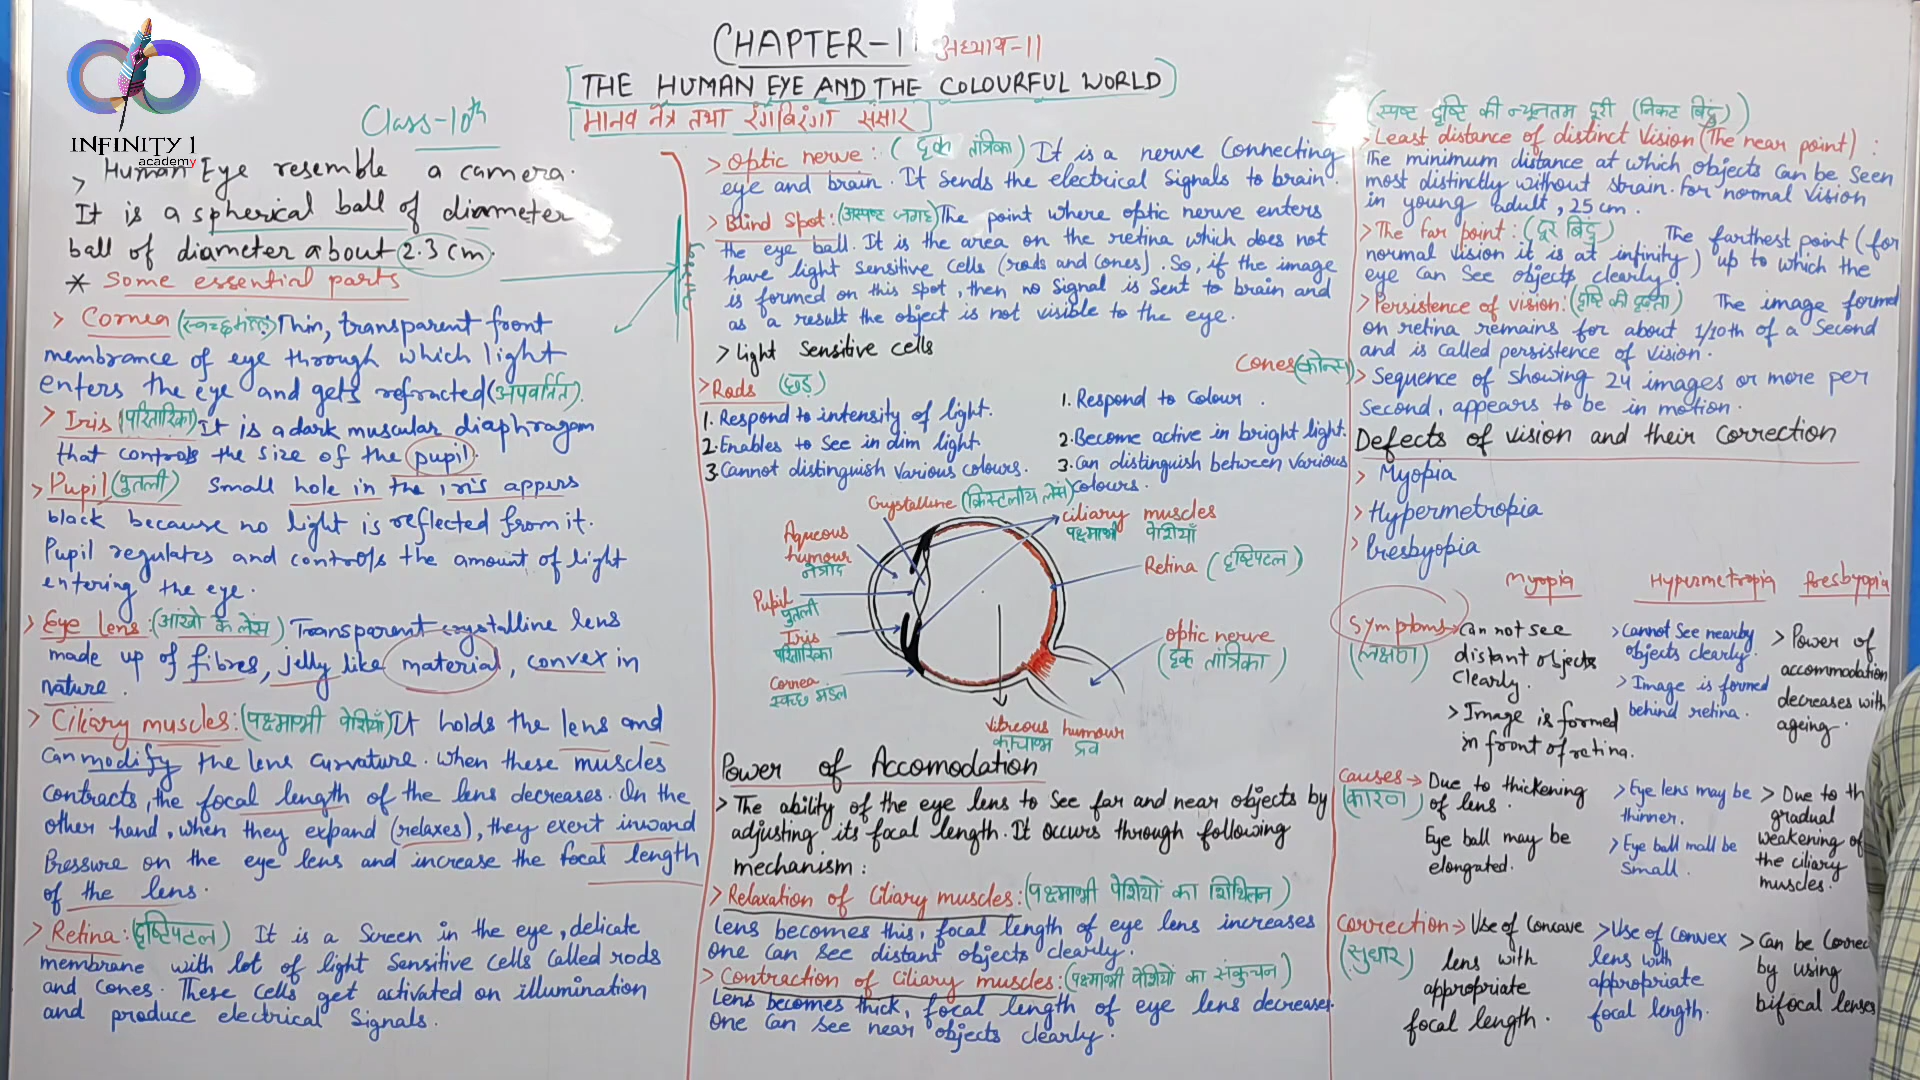 CHAPTER-11 अध्याय-11
THE HUMAN EYE AND THE COLOURFUL WORLD
मानव नेत्र तथा रंगबिरंगा संसार
INFINITY 1
academy
Class-10th
> Human Eye resemble a camera.
It is a spherical ball of diameter
ball of diameter about 2.3 cm.
* Some essential parts
> Cornea (स्वच्छमंडल) Thin, transparent front
membrance of eye through which light
enters the eye and gets refracted (अपवर्तित).
> Iris (परितारिका) It is a dark muscular diaphragm
that controls the size of the pupil.
> Pupil (पुतली) Small hole in the iris appers
black because no light is reflected from it.
Pupil regulates and controls the amount of light
entering the eye.
> Eye lens: (आंखो के लेंस) Transparent crystalline lens
made up of fibres, jelly like material, convex in
nature.
> Ciliary muscles: (पक्ष्माभी पेशियाँ) It holds the lens and
can modify the lens curvature. When these muscles
contracts, the focal length of the lens decreases. On the
other hand, when they expand (relaxes), they exert inward
Pressure on the eye lens and increase the focal length
of the lens.
> Retina: (दृष्टिपटल) It is a Screen in the eye, delicate
membrane with lot of light sensitive cells called rods
and cones. These cells get activated on illumination
and produce electrical signals.
> Optic nerve: (दृक तंत्रिका) It is a nerve connecting
eye and brain. It sends the electrical signals to brain.
> Blind Spot: (अस्पष्ट जगह) The point where optic nerve enters
the eye ball. It is the area on the retina which does not
have light sensitive cells (rods and cones). So, if the image
is formed on this spot, then no signal is sent to brain and
as a result the object is not visible to the eye.
> light sensitive cells
> Rods (छड़)
1. Respond to intensity of light.
2. Enables to see in dim light
3. Cannot distinguish various colours.
Cones (कोन्स)
1. Respond to Colour.
2. Become active in bright light.
3. Can distinguish between various
colours.
Crystalline (क्रिस्टलीय लेंस)
ciliary muscles
पक्ष्माभी पेशियाँ
Aqueous
humour
नेत्रोद
Retina (दृष्टिपटल)
Pupil
पुतली
Iris
परितारिका
optic nerve
(दृक तांत्रिका)
Cornea
स्वच्छ मंडल
vitreous humour
काचाभ द्रव
Power of Accomodation
> The ability of the eye lens to see far and near objects by
adjusting its focal length. It occurs through following
mechanism:
> Relaxation of Ciliary muscles: (पक्ष्माभी पेशियों का शिथिलन)
Lens becomes this, focal length of eye lens increases
one can see distant objects clearly.
> Contraction of ciliary muscles: (पक्ष्माभी पेशियों का संकुचन)
Lens becomes thick, focal length of eye lens decreases.
one can see near objects clearly.
(स्पष्ट दृष्टि की न्यूनतम दूरी (निकट बिंदु))
> Least distance of distinct vision (The near point):
The minimum distance at which objects can be seen
most distinctly without strain. for normal vision
in young adult, 25 cm.
> The far point: (दूर बिंदु) The farthest point (for
normal vision it is at infinity) up to which the
eye can see objects clearly.
> Persistence of vision: The image formed
on retina remains for about 1/10th of a second
and is called persistence of vision.
> Sequence of showing 24 images or more per
second, appears to be in motion.
Defects of vision and their correction
> Myopia
> Hypermetropia
> Presbyopia
Myopia Hypermetropia Presbyopia
Symptoms → (लक्षण)
Can not see
distant objects
clearly.
> Image is formed
in front of retina.
> Cannot see nearby
objects clearly.
> Image is formed
behind retina.
> Power of
accommodation
decreases with
ageing.
Causes → (कारण)
Due to thickening
of lens.
Eye ball may be
elongated.
> Eye lens may be
thinner.
> Eye ball mall be
small.
> Due to th
gradual
weakening of
the ciliary
muscles.
Correction → (सुधार)
Use of Concave
lens with
appropriate
focal length.
> Use of convex
lens with
appropriate
focal length.
> Can be Correc
by using
bifocal lenses